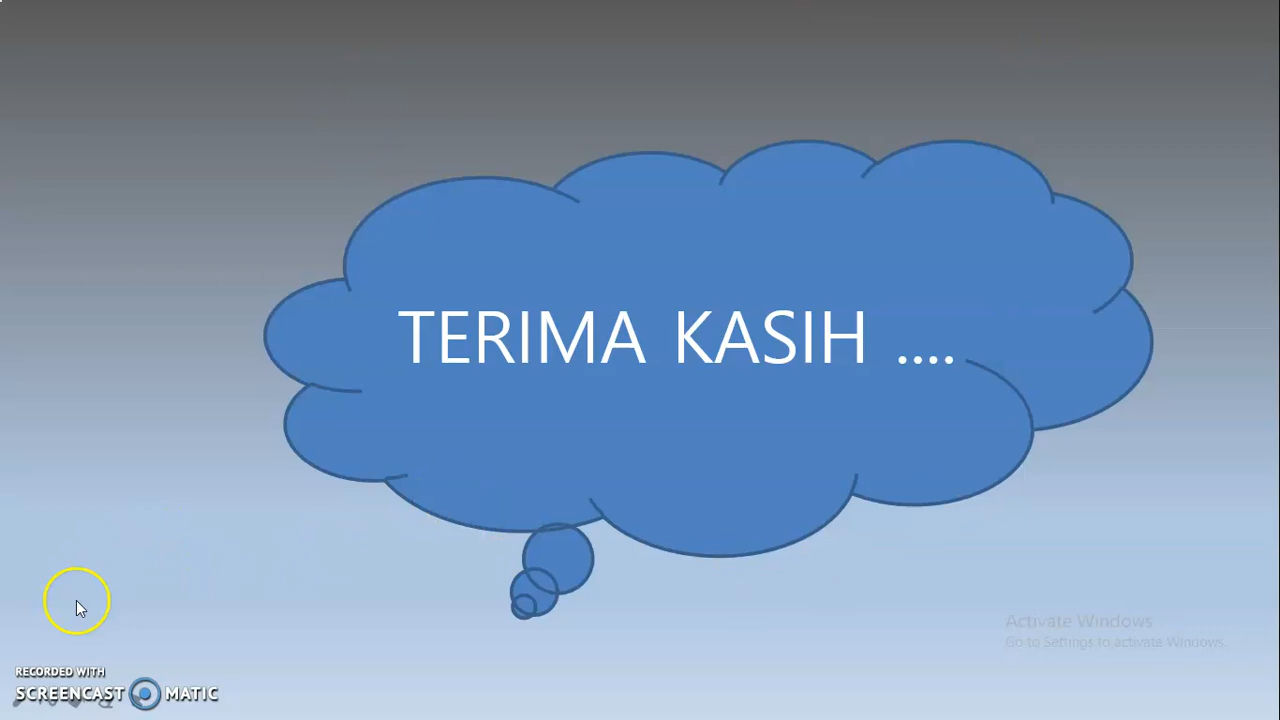 TERIMA KASIH ....
Activate Windows
Go to Settings to activate Windows.
RECORDED WITH
SCREENCAST MATIC